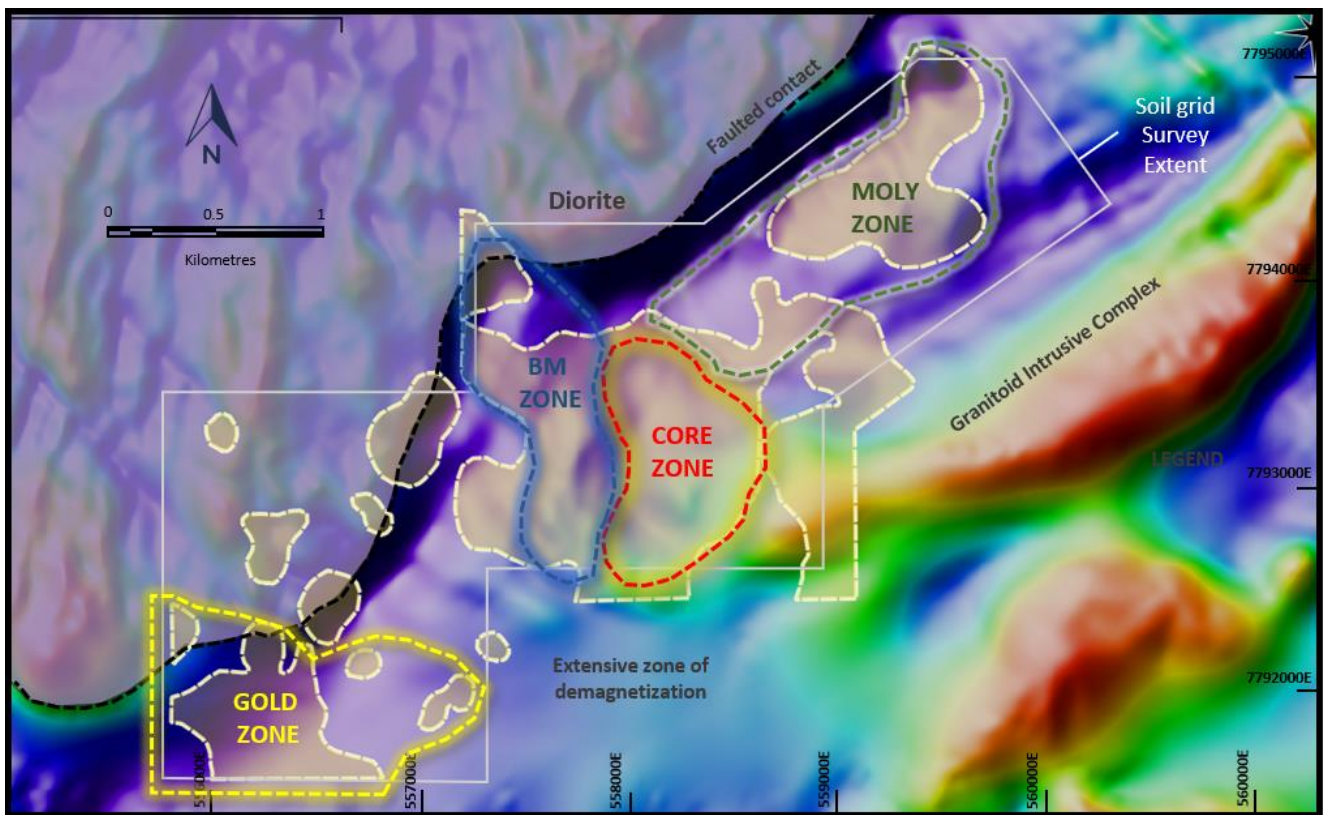 7795000E
Faulted contact
Soil grid
Survey
Extent
N
MOLY
ZONE
Diorite
0 0.5 1
Kilometres
7794000E
Granitoid Intrusive Complex
BM
ZONE
CORE
ZONE
LEGEND
7793000E
Extensive zone of
demagnetization
7792000E
GOLD
ZONE
556000E
557000E
558000E
559000E
560000E
560000E